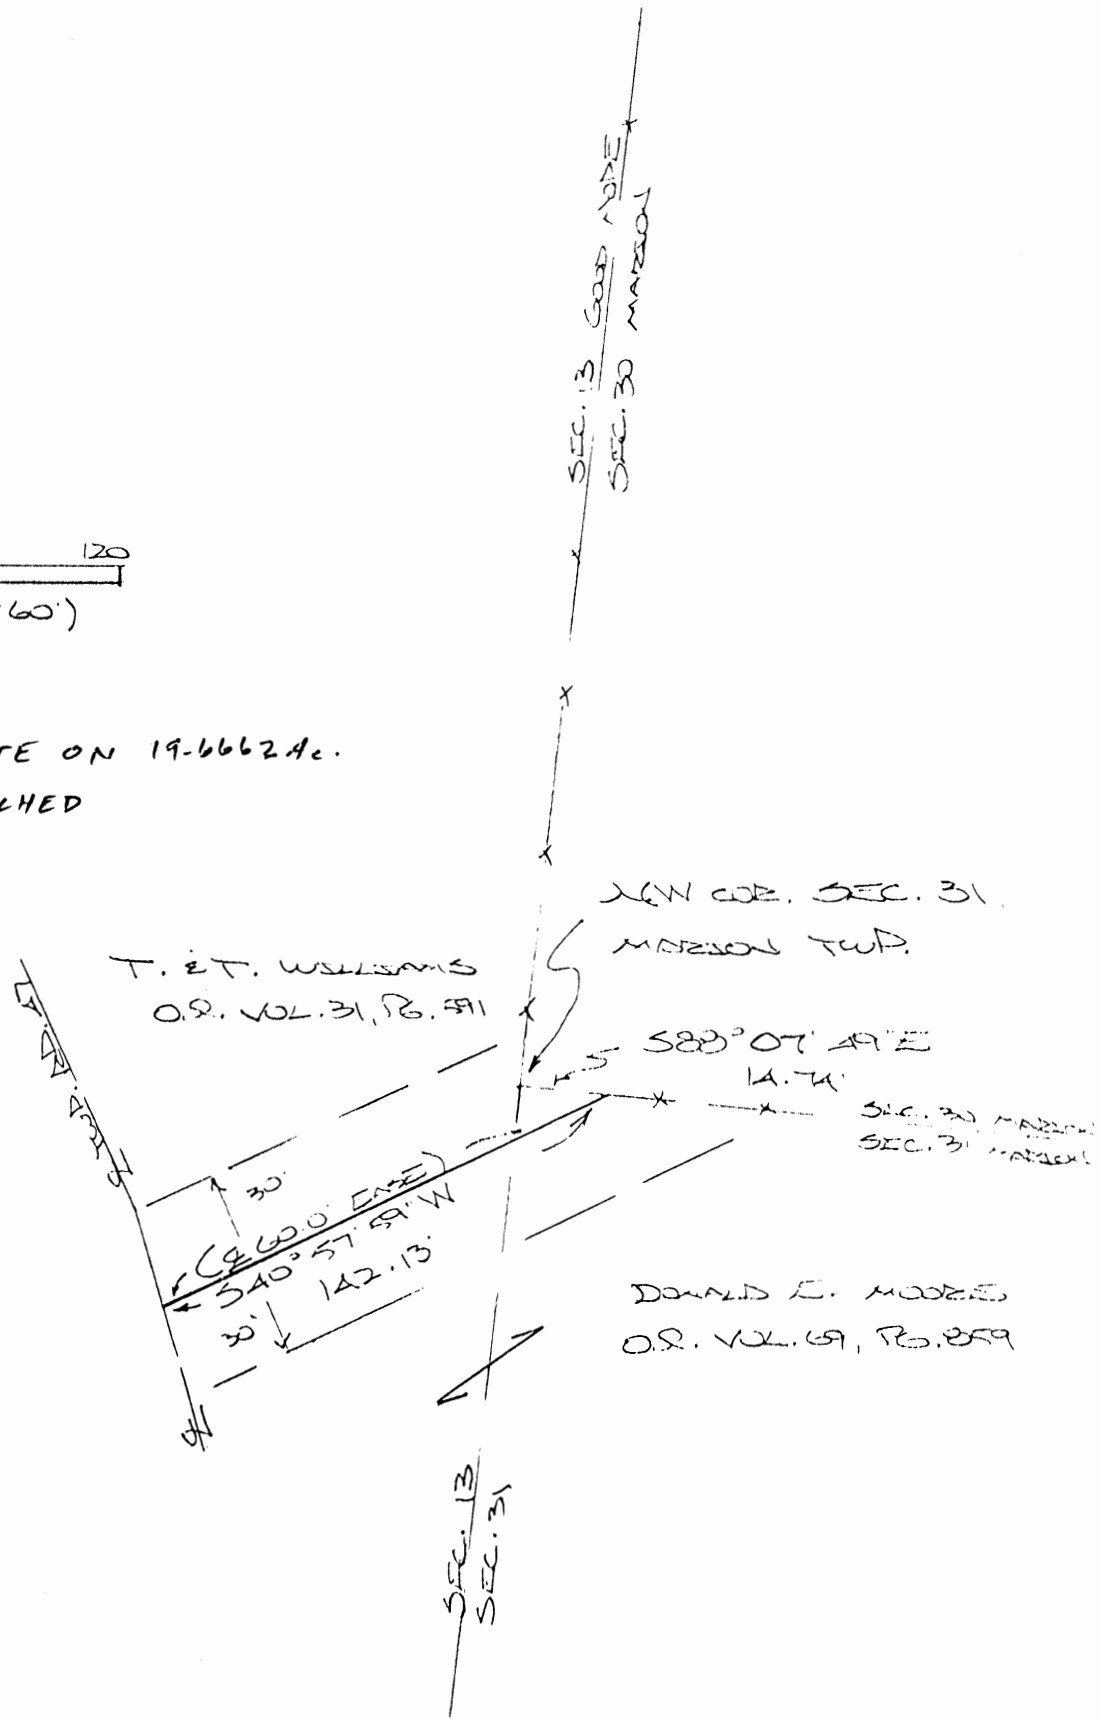 SEC. 13 GOOD HOPE
SEC. 30 MARION
120
60')
TE ON 19.6662 Ac.
CHED
NW COR. SEC. 31
MARION TWP.
T. & T. WILLIAMS
O.R. VOL. 31, PG. 591
S88°07'49"E
14.74'
SEC. 30 MARION
SEC. 31 MARION
30'
(℄ 60.0' EASE)
S40°57'59"W
142.13'
30'
DONALD E. MOORE
O.R. VOL. 69, PG. 859
℄
SEC. 13
SEC. 31